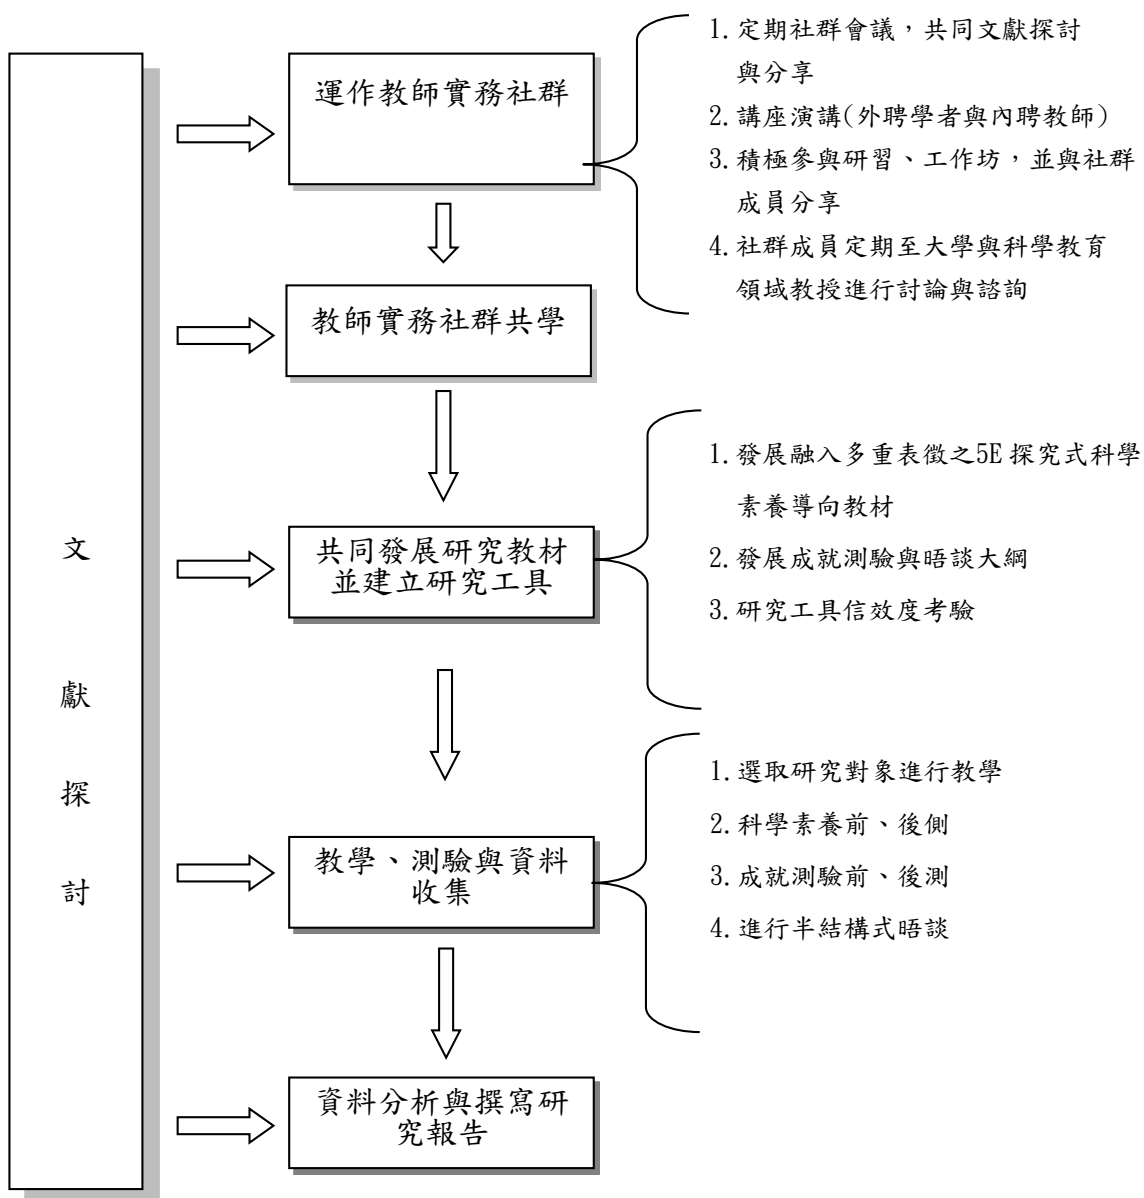 文
獻
探
討
運作教師實務社群
1.定期社群會議，共同文獻探討
與分享
2.講座演講(外聘學者與內聘教師)
3.積極參與研習、工作坊，並與社群
成員分享
4.社群成員定期至大學與科學教育
領域教授進行討論與諮詢
教師實務社群共學
共同發展研究教材
並建立研究工具
1.發展融入多重表徵之5E 探究式科學
素養導向教材
2.發展成就測驗與晤談大綱
3.研究工具信效度考驗
教學、測驗與資料
收集
1.選取研究對象進行教學
2.科學素養前、後側
3.成就測驗前、後測
4.進行半結構式晤談
資料分析與撰寫研
究報告